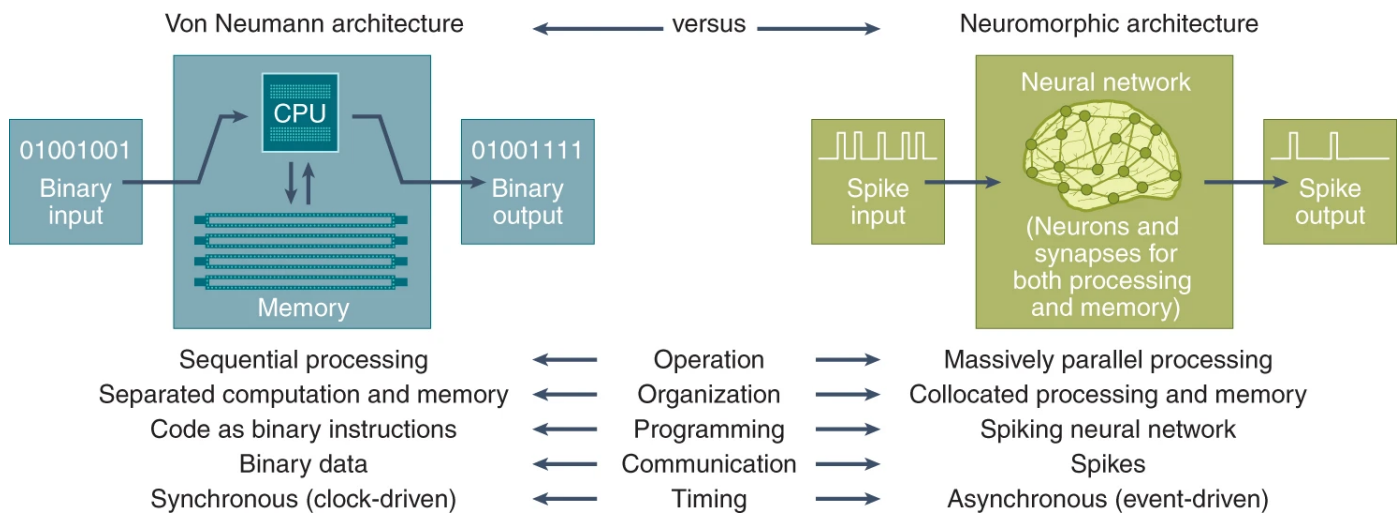 Von Neumann architecture versus Neuromorphic architecture
CPU
01001001
Binary
input
01001111
Binary
output
Memory
Neural network
Spike
input
Spike
output
(Neurons and
synapses for
both processing
and memory)
Sequential processing Operation Massively parallel processing
Separated computation and memory Organization Collocated processing and memory
Code as binary instructions Programming Spiking neural network
Binary data Communication Spikes
Synchronous (clock-driven) Timing Asynchronous (event-driven)